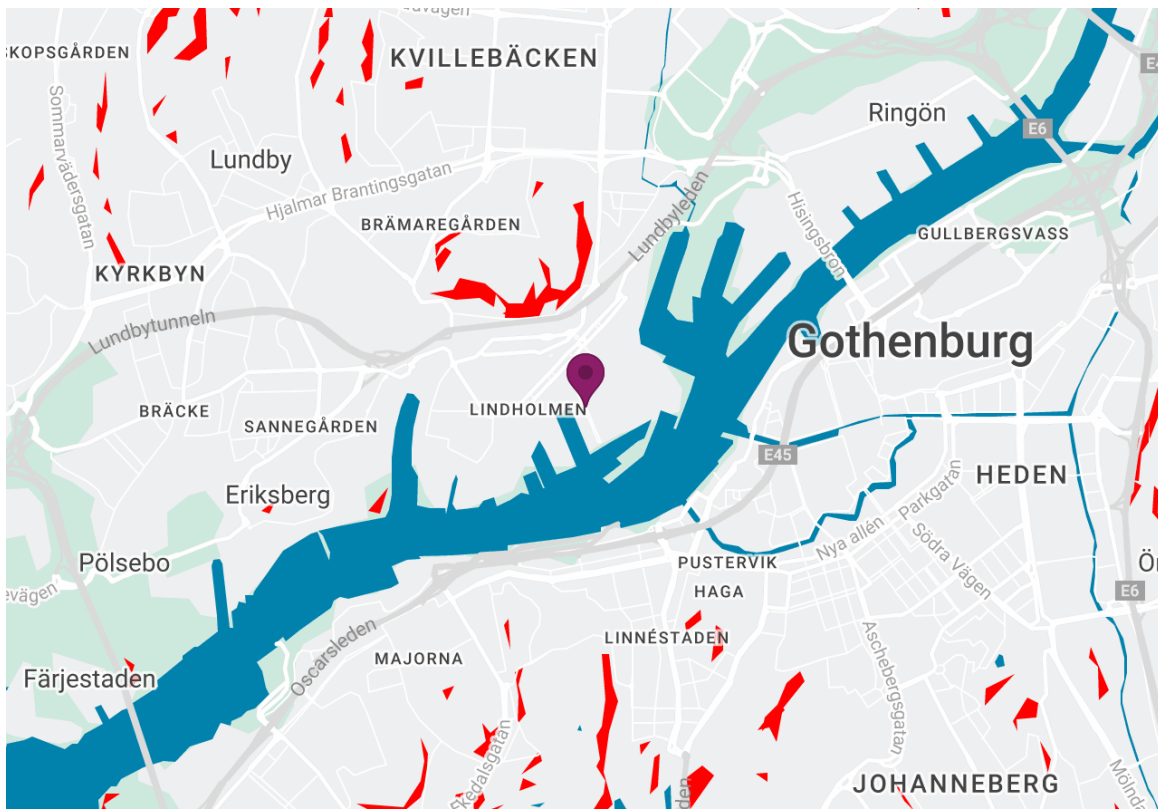 KVILLEBÄCKEN
Ringön
E6
Lundby
Hjalmar Brantingsgatan
Sommarvädersgatan
Lundbyleden
Hisingsbron
BRÄMAREGÅRDEN
GULLBERGSVASS
KYRKBYN
Lundbytunneln
Gothenburg
BRÄCKE
LINDHOLMEN
SANNEGÅRDEN
E45
HEDEN
Eriksberg
Parkgatan
Nya allén
Södra Vägen
Pölsebo
PUSTERVIK
HAGA
E6
Oscarsleden
LINNÉSTADEN
MAJORNA
Färjestaden
Aschebergsgatan
JOHANNEBERG